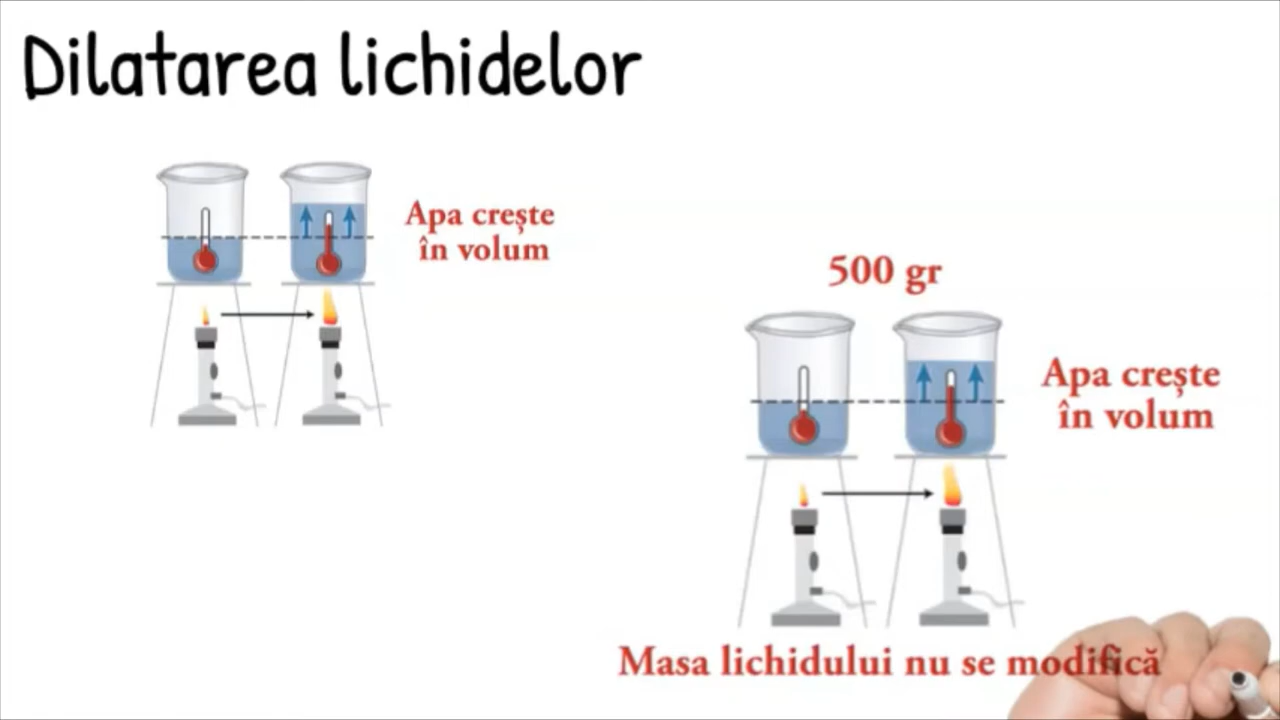 Dilatarea lichidelor
Apa crește
în volum
500 gr
Apa crește
în volum
Masa lichidului nu se modifică